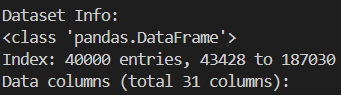 Dataset Info:
<class 'pandas.DataFrame'>
Index: 40000 entries, 43428 to 187030
Data columns (total 31 columns):